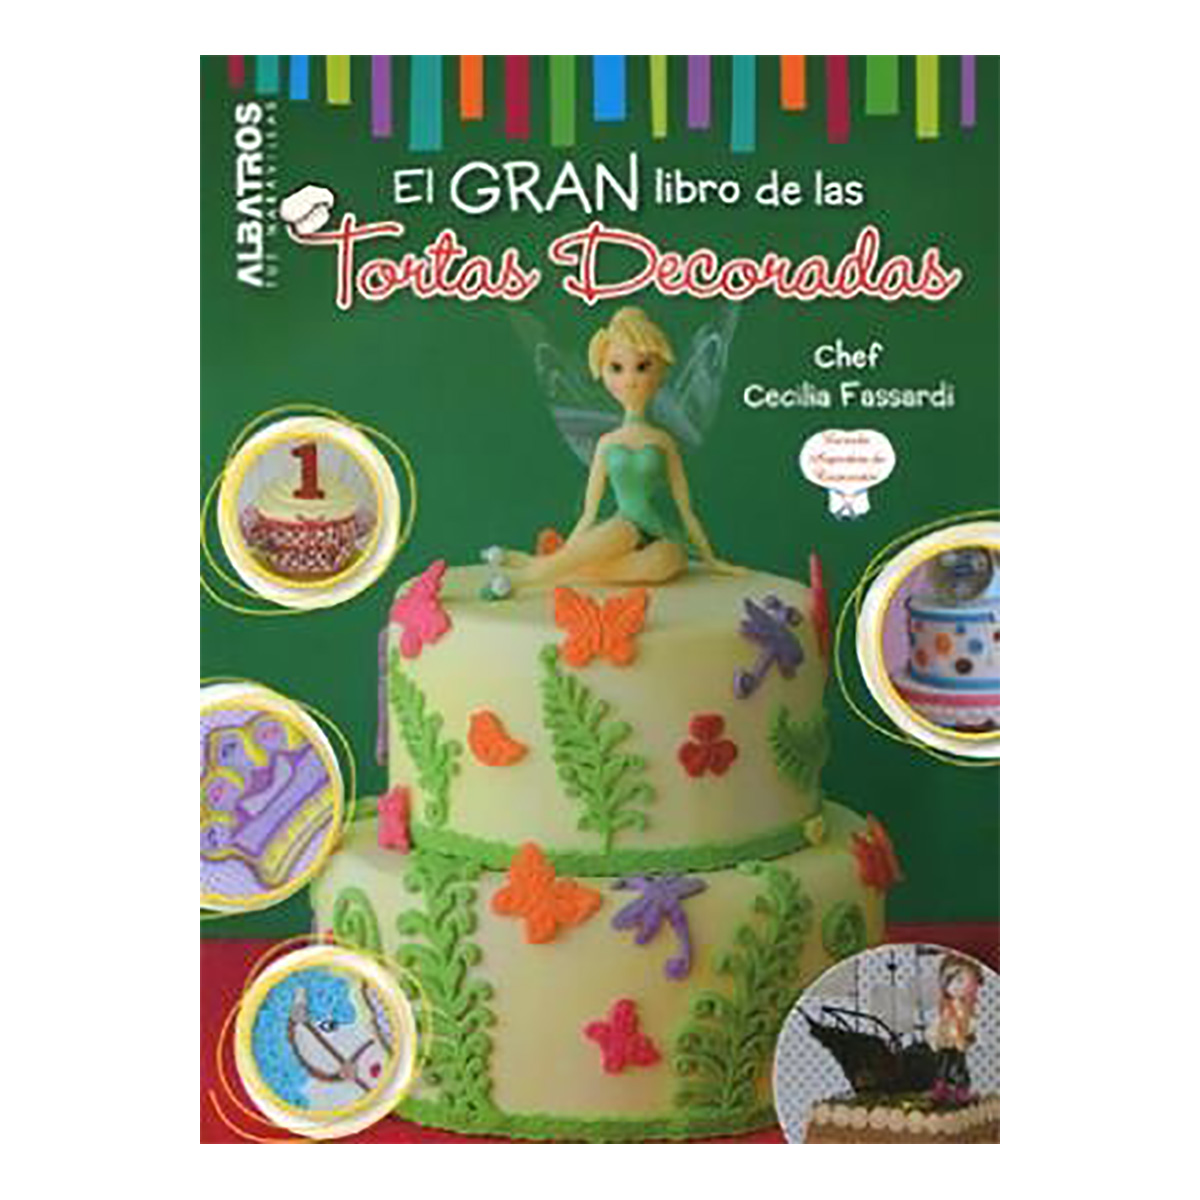 ALBATROS
El GRAN libro de las
Tortas Decoradas
Chef
Cecilia Fassardi
1